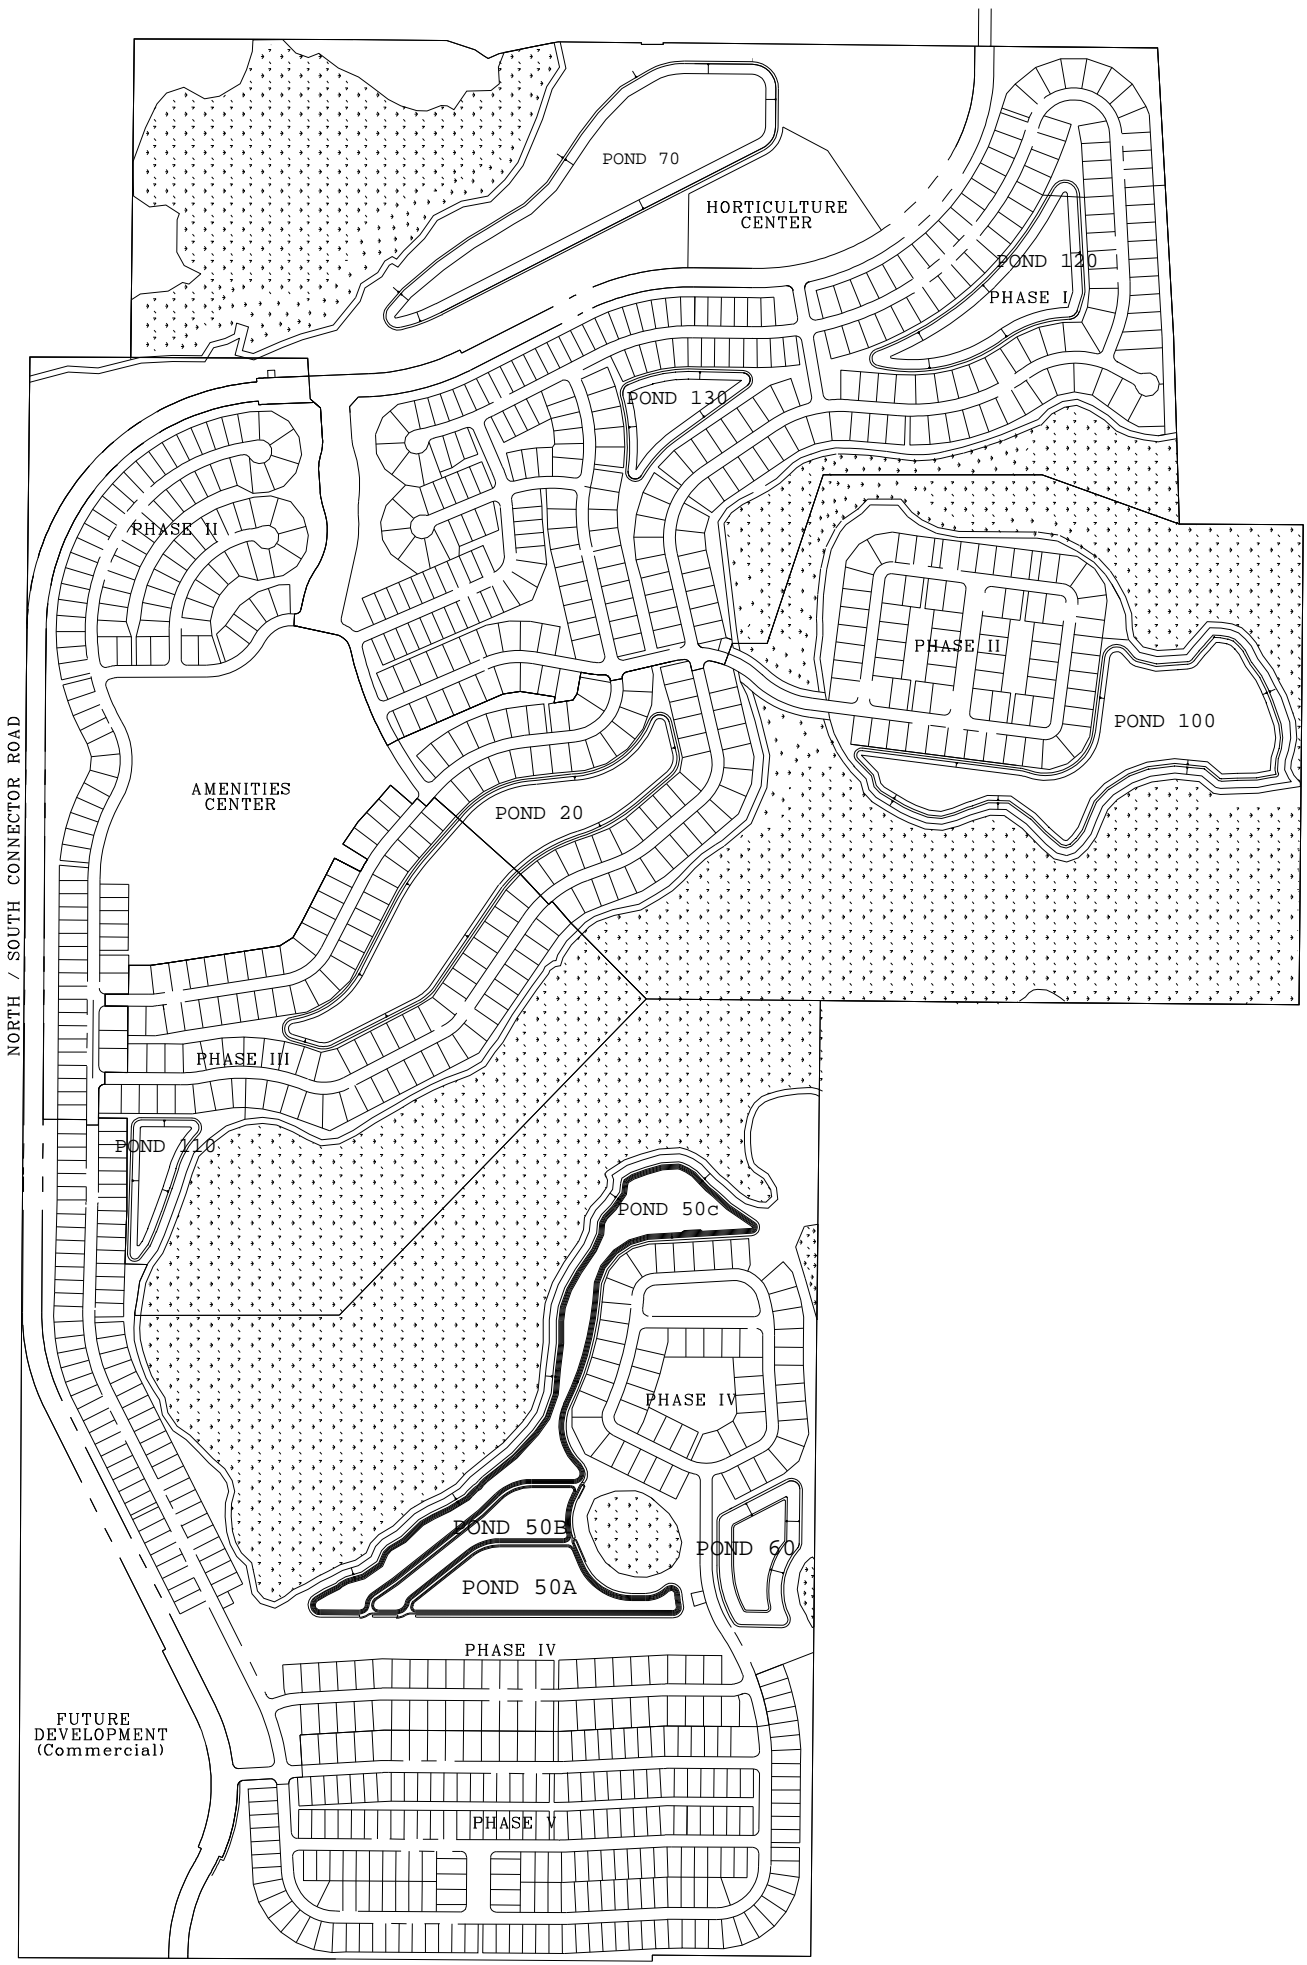 POND 70
HORTICULTURE
CENTER
POND 120
PHASE I
POND 130
PHASE II
PHASE II
POND 100
NORTH / SOUTH CONNECTOR ROAD
AMENITIES
CENTER
POND 20
PHASE III
POND 110
POND 50c
PHASE IV
POND 50B
POND 60
POND 50A
PHASE IV
FUTURE
DEVELOPMENT
(Commercial)
PHASE V